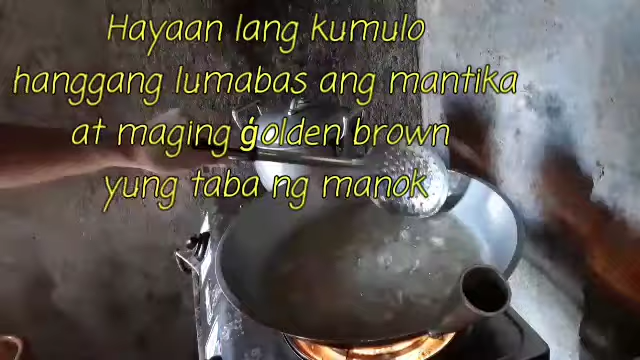 Hayaan lang kumulo
hanggang lumabas ang mantika
at maging golden brown
yung taba ng manok